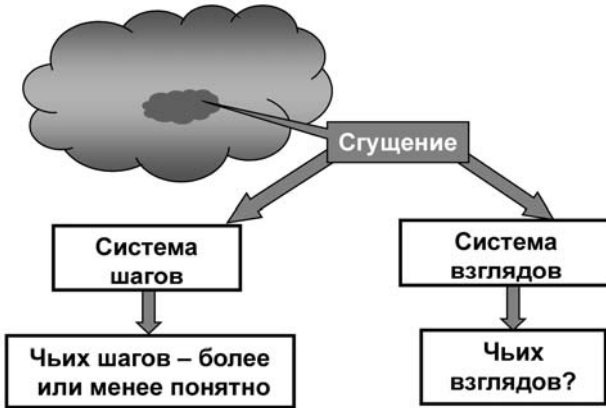 Сгущение
Система
шагов
Система
взглядов
Чьих шагов – более
или менее понятно
Чьих
взглядов?